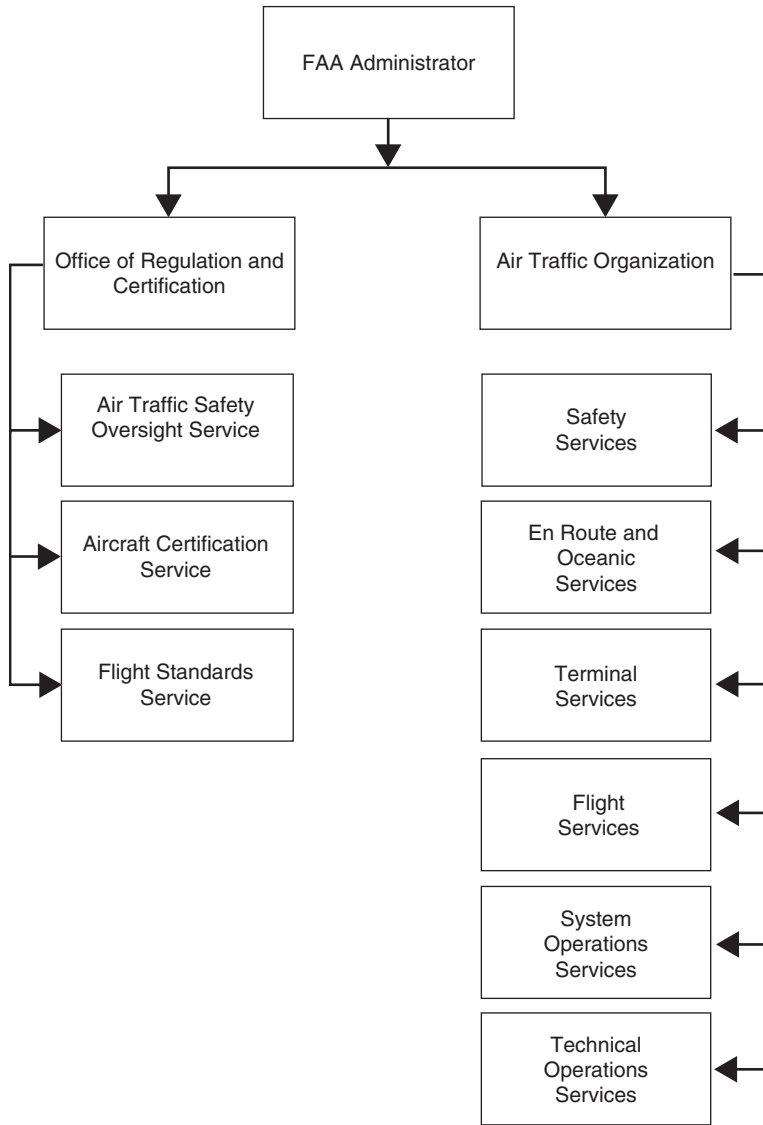 FAA Administrator
Office of Regulation and
Certification
Air Traffic Organization
Air Traffic Safety
Oversight Service
Aircraft Certification
Service
Flight Standards
Service
Safety
Services
En Route and
Oceanic
Services
Terminal
Services
Flight
Services
System
Operations
Services
Technical
Operations
Services